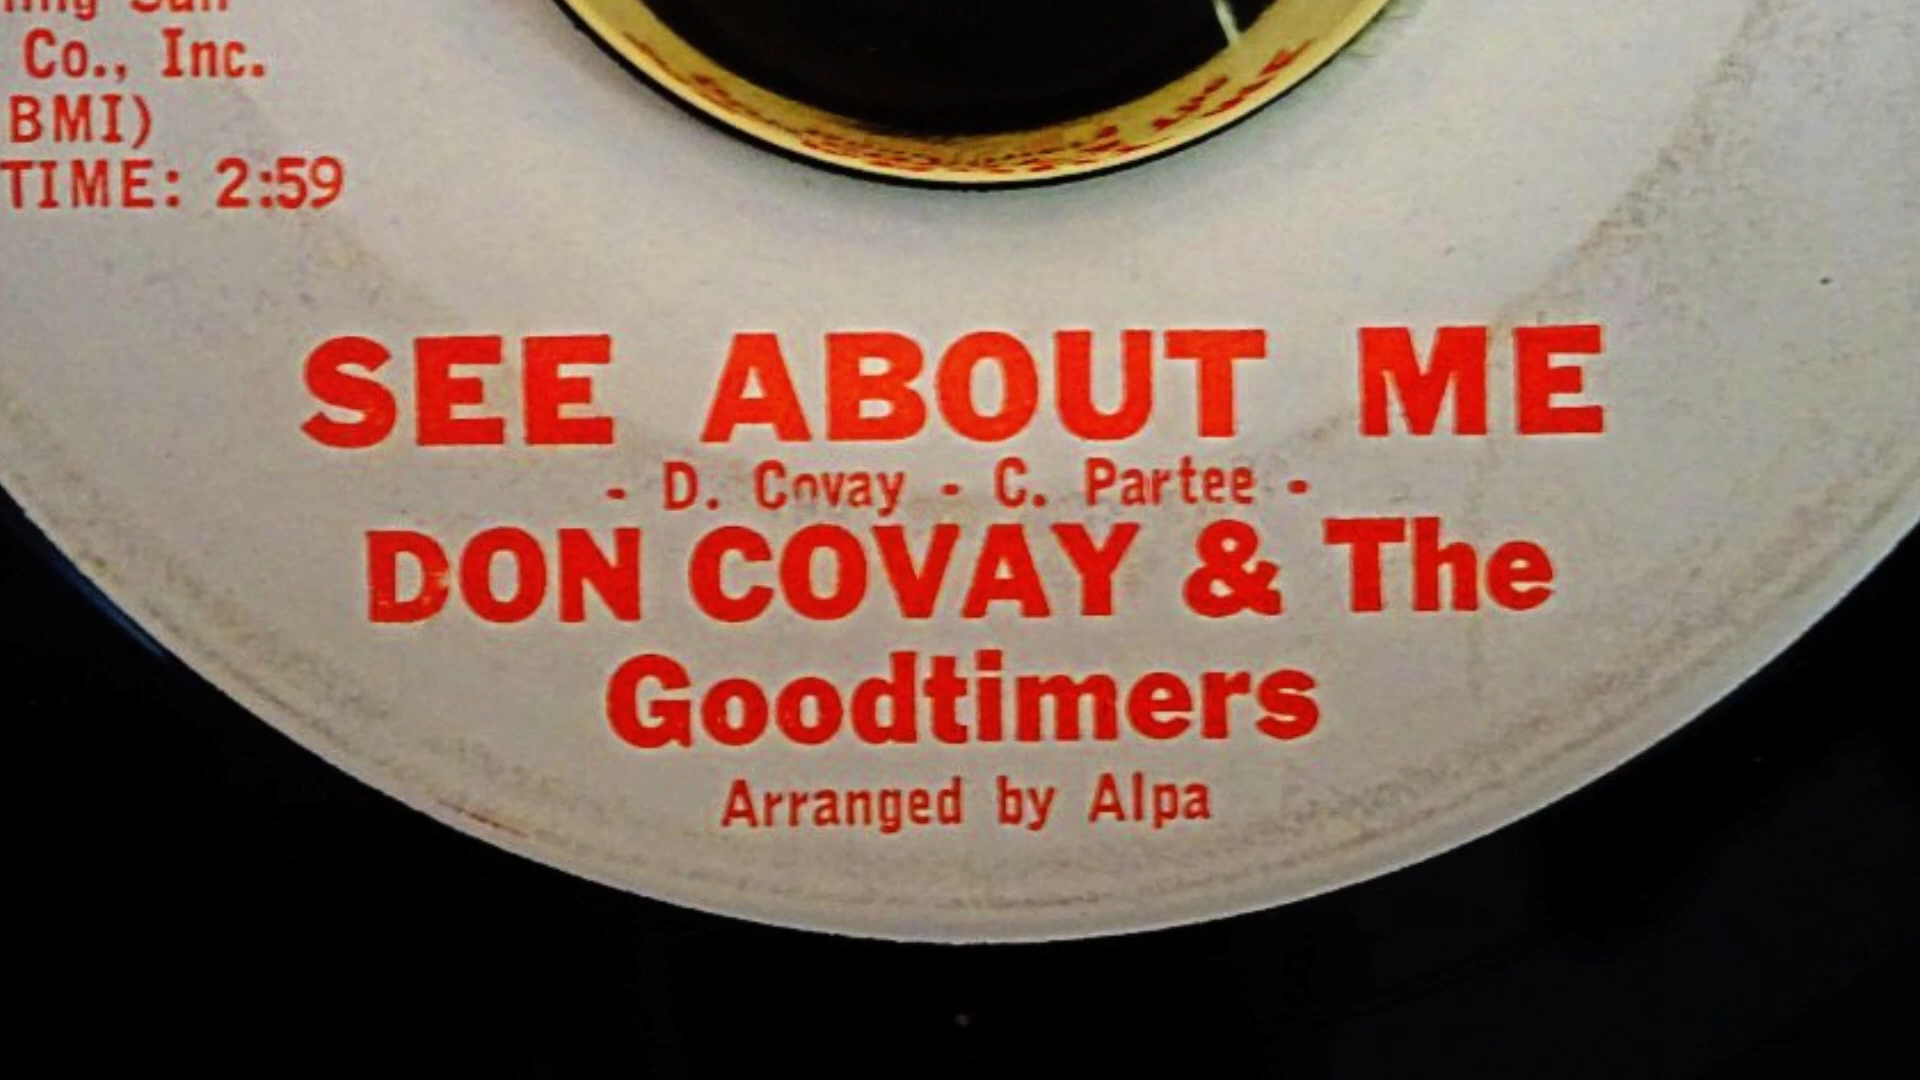 Co., Inc.
BMI)
TIME: 2:59
SEE ABOUT ME
- D. Covay - C. Partee -
DON COVAY & The
Goodtimers
Arranged by Alpa